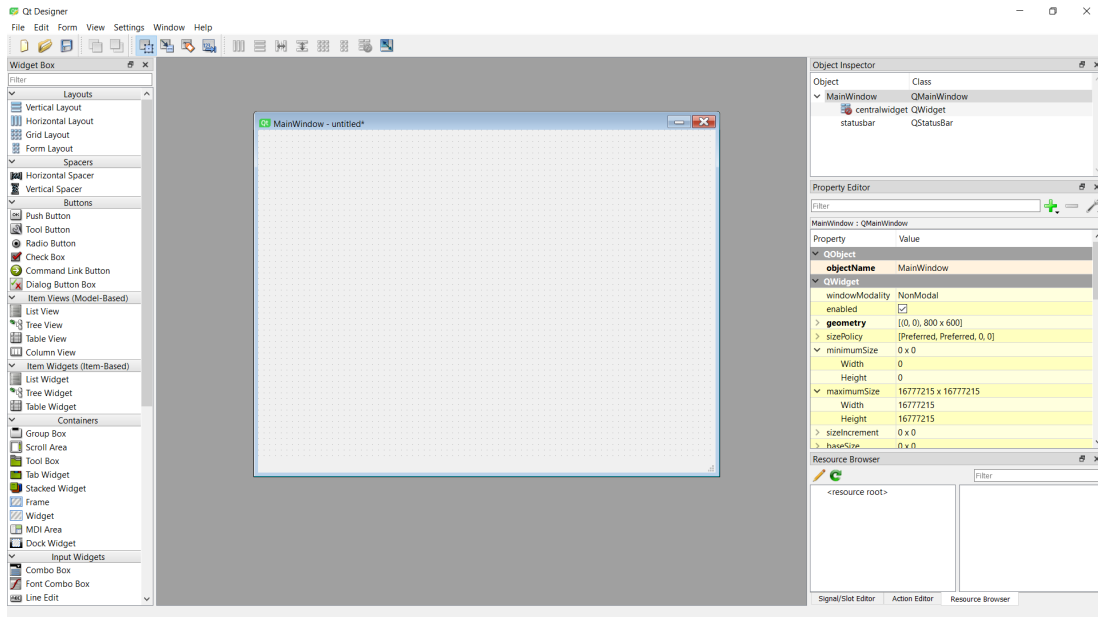 Qt Designer
File Edit Form View Settings Window Help
Widget Box
Filter
Layouts
Vertical Layout
Horizontal Layout
Grid Layout
Form Layout
Spacers
Horizontal Spacer
Vertical Spacer
Buttons
Push Button
Tool Button
Radio Button
Check Box
Command Link Button
Dialog Button Box
Item Views (Model-Based)
List View
Tree View
Table View
Column View
Item Widgets (Item-Based)
List Widget
Tree Widget
Table Widget
Containers
Group Box
Scroll Area
Tool Box
Tab Widget
Stacked Widget
Frame
Widget
MDI Area
Dock Widget
Input Widgets
Combo Box
Font Combo Box
Line Edit
MainWindow - untitled*
Object Inspector
Object Class
MainWindow QMainWindow
centralwidget QWidget
statusbar QStatusBar
Property Editor
Filter
MainWindow : QMainWindow
Property Value
QObject
objectName MainWindow
QWidget
windowModality NonModal
enabled
geometry [(0, 0), 800 x 600]
sizePolicy [Preferred, Preferred, 0, 0]
minimumSize 0 x 0
Width 0
Height 0
maximumSize 16777215 x 16777215
Width 16777215
Height 16777215
sizeIncrement 0 x 0
baseSize 0 x 0
Resource Browser
Filter
<resource root>
Signal/Slot Editor Action Editor Resource Browser